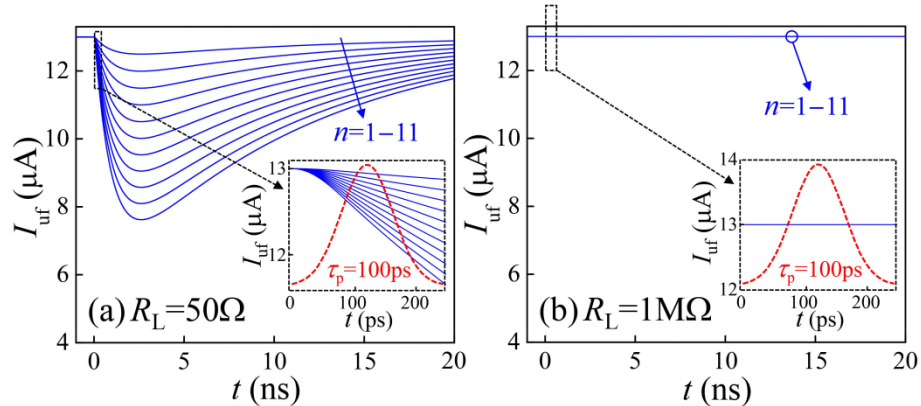 12
10
8
6
4
I_uf (μA)
n=1–11
13
12
I_uf (μA)
τ_p=100ps
0
100
200
t (ps)
(a) R_L=50Ω
0
5
10
15
20
t (ns)
12
10
8
6
4
I_uf (μA)
n=1–11
14
13
12
I_uf (μA)
τ_p=100ps
0
100
200
t (ps)
(b) R_L=1MΩ
0
5
10
15
20
t (ns)